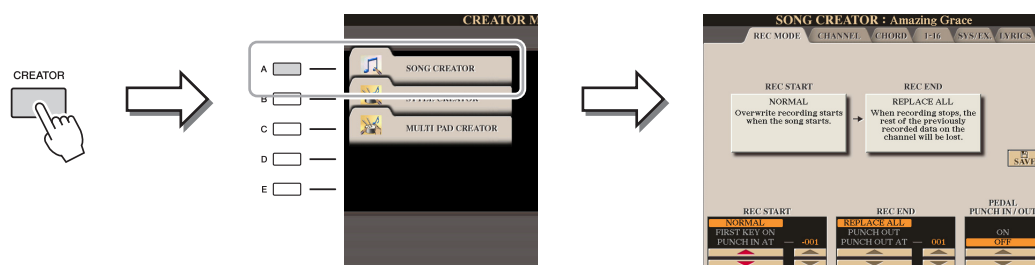 CREATOR
CREATOR M
A
SONG CREATOR
B
STYLE CREATOR
C
MULTI PAD CREATOR
D
E
SONG CREATOR : Amazing Grace
REC MODE CHANNEL CHORD 1-16 SYS/EX. LYRICS
REC START REC END
NORMAL
Overwrite recording starts
when the song starts.
REPLACE ALL
When recording stops, the
rest of the previously
recorded data on the
channel will be lost.
SAVE
REC START REC END PEDAL
PUNCH IN / OUT
NORMAL
FIRST KEY ON
PUNCH IN AT -001
REPLACE ALL
PUNCH OUT
PUNCH OUT AT 001
ON
OFF